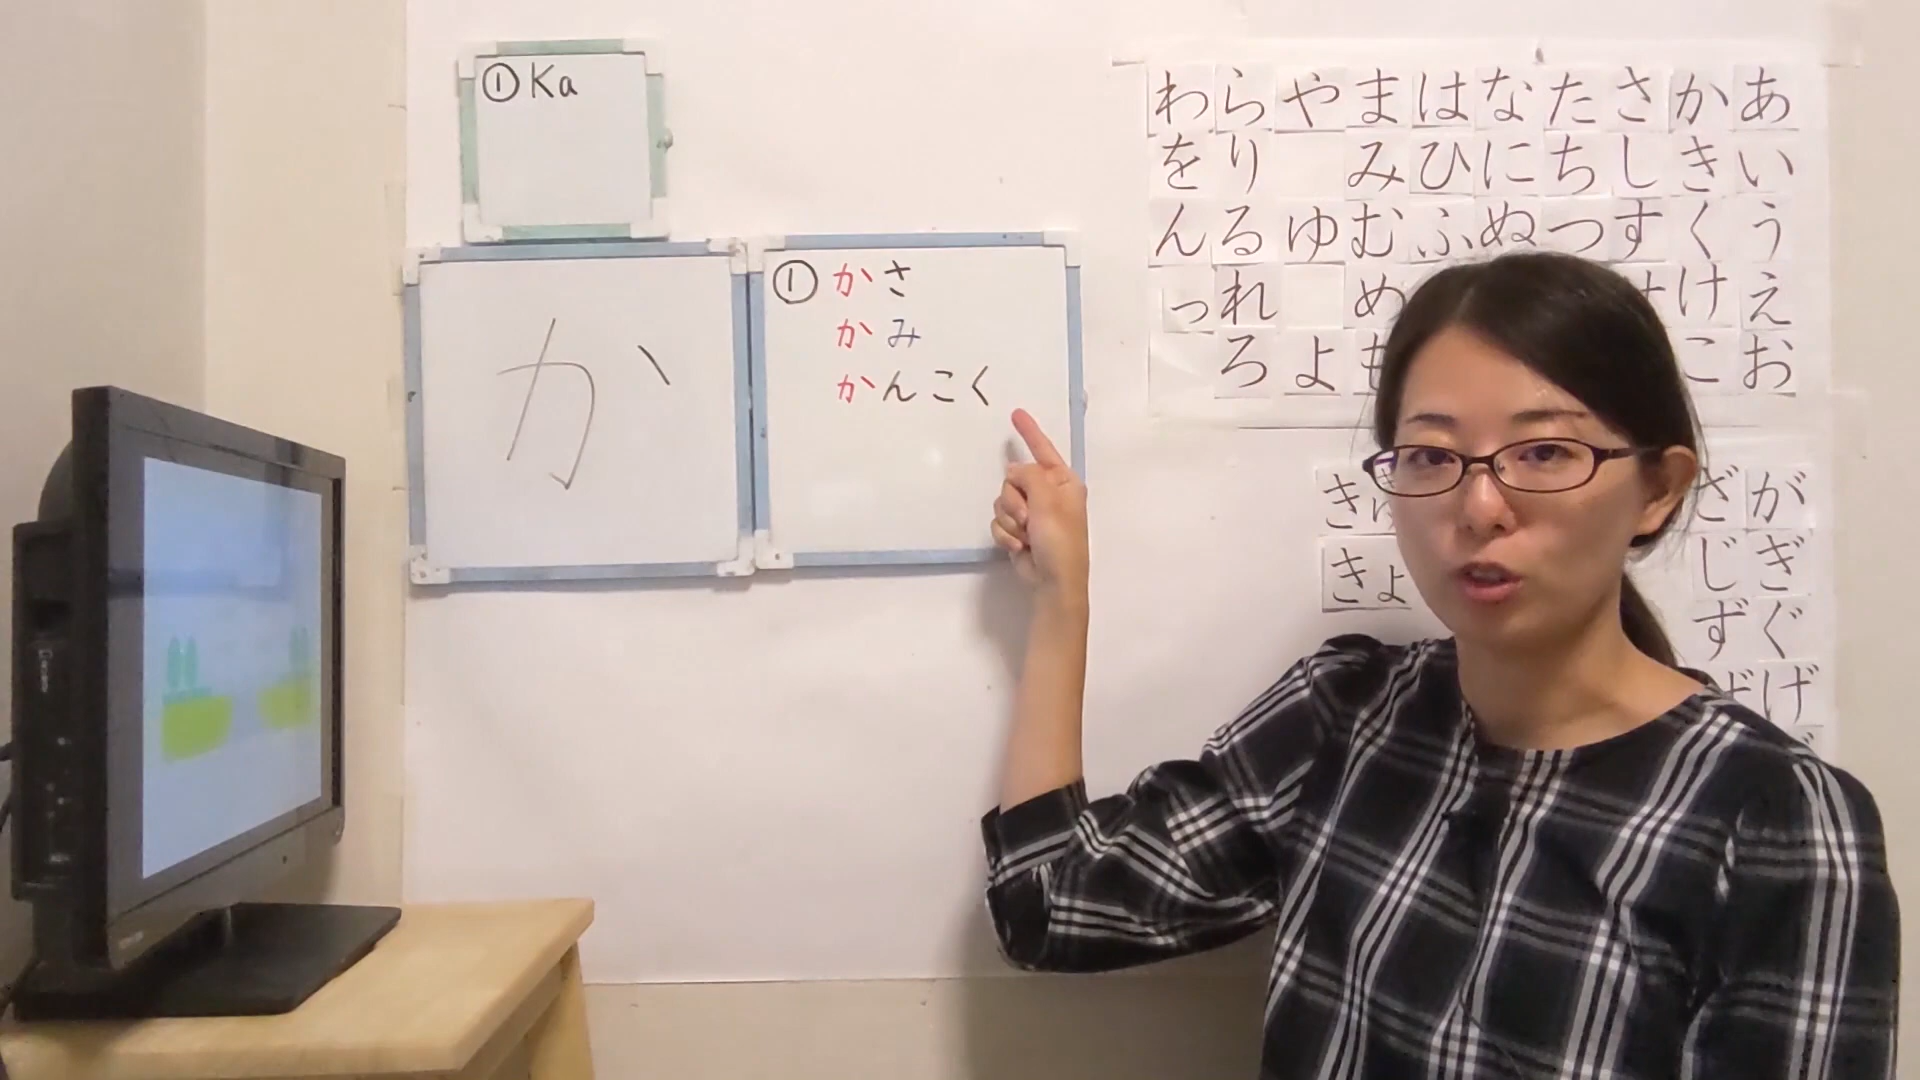 ① Ka
か
① かさ
かみ
かんこく
わらやまはなたさかあ
をり みひにちしきい
んるゆむふぬつすくう
っれ め けえ
ろよも こお
き ざが
きょ じぎ
ずぐ
げ